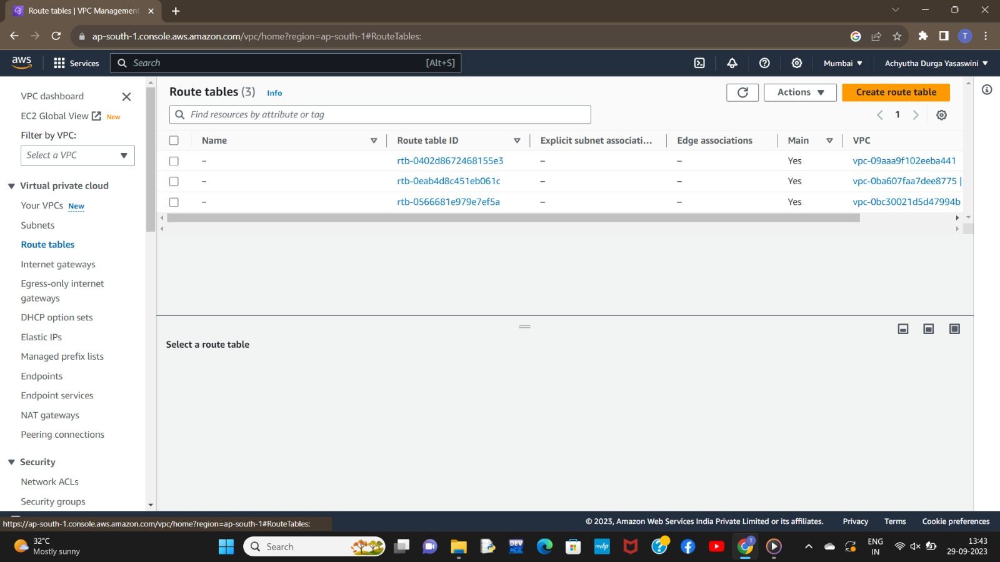 Route tables | VPC Management
ap-south-1.console.aws.amazon.com/vpc/home?region=ap-south-1#RouteTables:
T
aws
Services
Search
[Alt+S]
Mumbai
Achyutha Durga Yasaswini
VPC dashboard
EC2 Global View New
Filter by VPC:
Select a VPC
Virtual private cloud
Your VPCs New
Subnets
Route tables
Internet gateways
Egress-only internet
gateways
DHCP option sets
Elastic IPs
Managed prefix lists
Endpoints
Endpoint services
NAT gateways
Peering connections
Security
Network ACLs
Security groups
Route tables (3) Info
Actions
Create route table
Find resources by attribute or tag
1
Name Route table ID Explicit subnet associati... Edge associations Main VPC
– rtb-0402d8672468155e3 – – Yes vpc-09aaa9f102eeba441
– rtb-0eab4d8c451eb061c – – Yes vpc-0ba607faa7dee8775 |
– rtb-0566681e979e7ef5a – – Yes vpc-0bc30021d5d47994b
Select a route table
https://ap-south-1.console.aws.amazon.com/vpc/home?region=ap-south-1#RouteTables:
© 2023, Amazon Web Services India Private Limited or its affiliates.
Privacy
Terms
Cookie preferences
32°C
Mostly sunny
Search
DEV
myhp
T
ENG
IN
13:43
29-09-2023